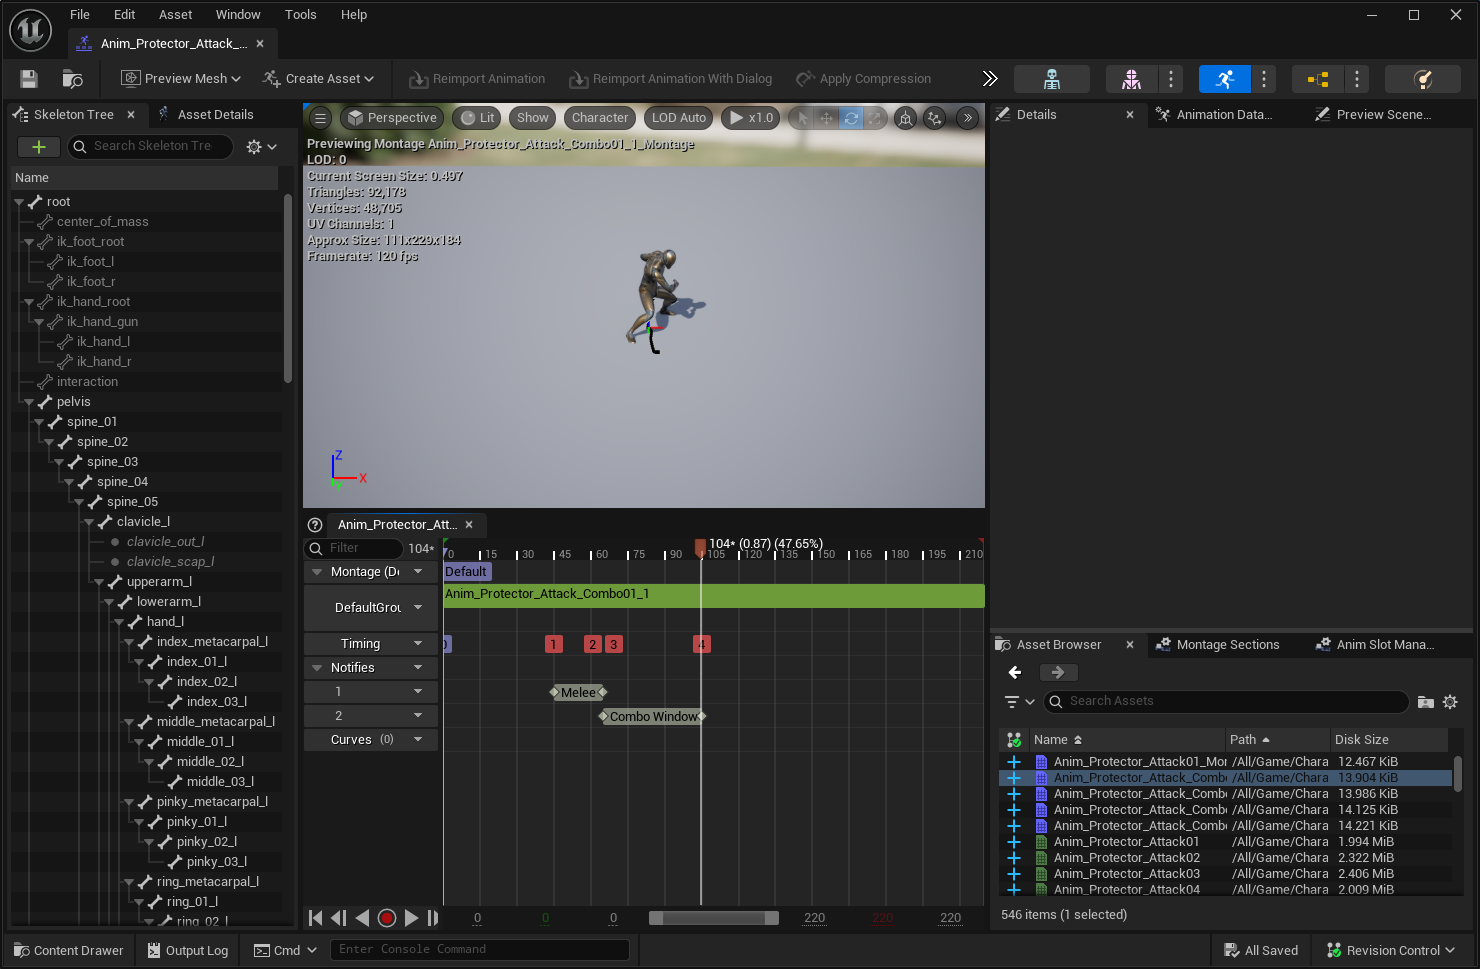 File Edit Asset Window Tools Help
Anim_Protector_Attack_...
Preview Mesh Create Asset Reimport Animation Reimport Animation With Dialog Apply Compression
Skeleton Tree Asset Details
Search Skeleton Tre
Name
root
center_of_mass
ik_foot_root
ik_foot_l
ik_foot_r
ik_hand_root
ik_hand_gun
ik_hand_l
ik_hand_r
interaction
pelvis
spine_01
spine_02
spine_03
spine_04
spine_05
clavicle_l
clavicle_out_l
clavicle_scap_l
upperarm_l
lowerarm_l
hand_l
index_metacarpal_l
index_01_l
index_02_l
index_03_l
middle_metacarpal_l
middle_01_l
middle_02_l
middle_03_l
pinky_metacarpal_l
pinky_01_l
pinky_02_l
pinky_03_l
ring_metacarpal_l
ring_01_l
ring_02_l
Perspective Lit Show Character LOD Auto x1.0
Previewing Montage Anim_Protector_Attack_Combo01_1_Montage
LOD: 0
Current Screen Size: 0.497
Triangles: 92,178
Vertices: 48,705
UV Channels: 1
Approx Size: 111x229x184
Framerate: 120 fps
Z
X
Anim_Protector_Att...
Filter 104*
104* (0.87) (47.65%)
0 15 30 45 60 75 90 105 120 135 150 165 180 195 210
Montage (De Default
Anim_Protector_Attack_Combo01_1
DefaultGrou
Timing 1 2 3 4
Notifies
1 Melee
2 Combo Window
Curves (0)
0 0 0 220 220 220
Details Animation Data... Preview Scene...
Asset Browser Montage Sections Anim Slot Mana...
Search Assets
Name Path Disk Size
Anim_Protector_Attack01_Mor /All/Game/Chara 12.467 KiB
Anim_Protector_Attack_Combo /All/Game/Chara 13.904 KiB
Anim_Protector_Attack_Combo /All/Game/Chara 13.986 KiB
Anim_Protector_Attack_Combo /All/Game/Chara 14.125 KiB
Anim_Protector_Attack_Combo /All/Game/Chara 14.221 KiB
Anim_Protector_Attack01 /All/Game/Chara 1.994 MiB
Anim_Protector_Attack02 /All/Game/Chara 2.322 MiB
Anim_Protector_Attack03 /All/Game/Chara 2.406 MiB
Anim_Protector_Attack04 /All/Game/Chara 2.009 MiB
546 items (1 selected)
Content Drawer Output Log Cmd Enter Console Command All Saved Revision Control